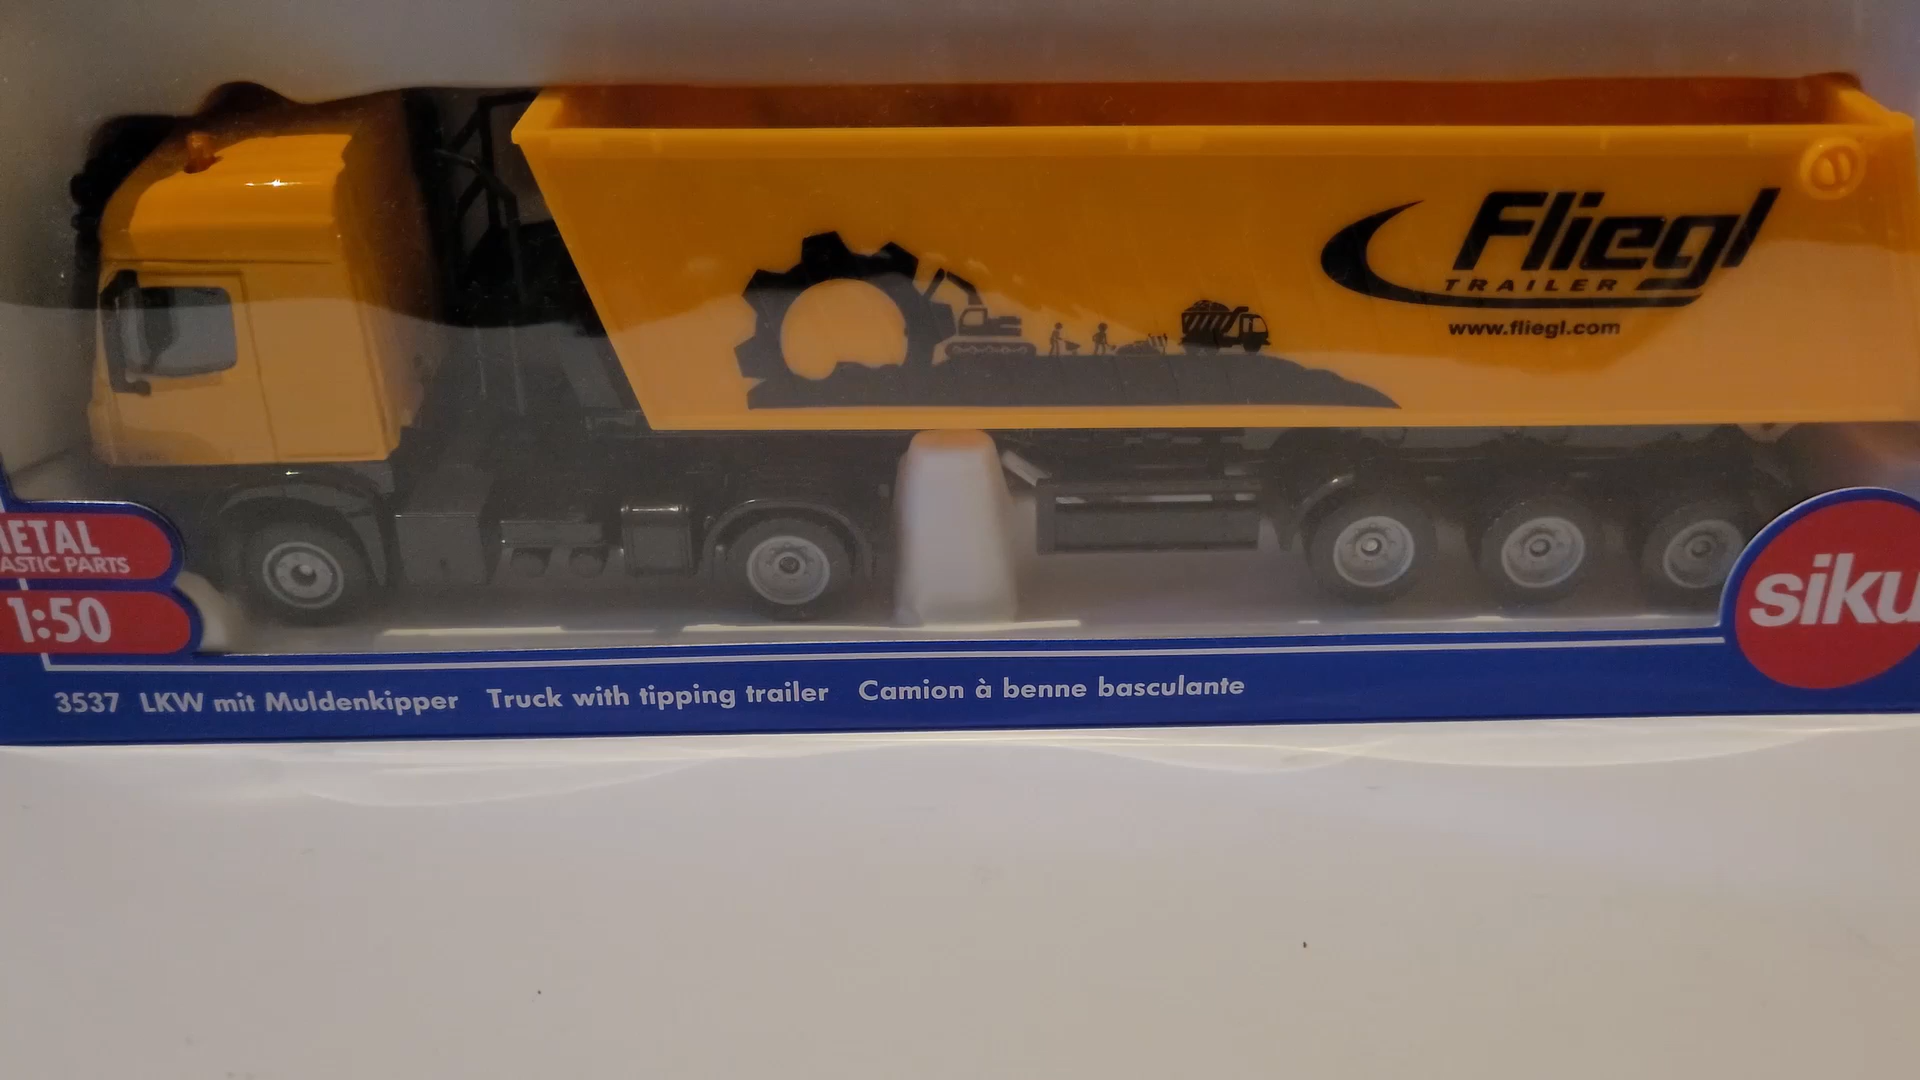 Fliegl
TRAILER
www.fliegl.com
ETAL
ASTIC PARTS
1:50
siku
3537 LKW mit Muldenkipper Truck with tipping trailer Camion à benne basculante